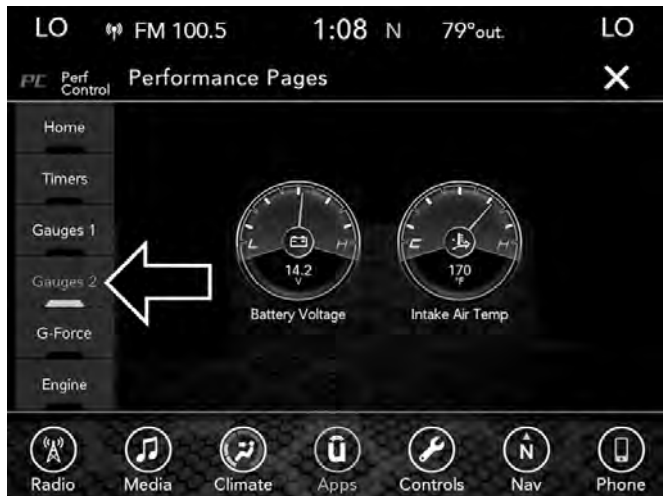 LO FM 100.5 1:08 N 79°out. LO
PC Perf Control Performance Pages X
Home
Timers
Gauges 1
Gauges 2
G-Force
Engine
L H
14.2
V
Battery Voltage
C H
170
°F
Intake Air Temp
Radio Media Climate Apps Controls Nav Phone
N